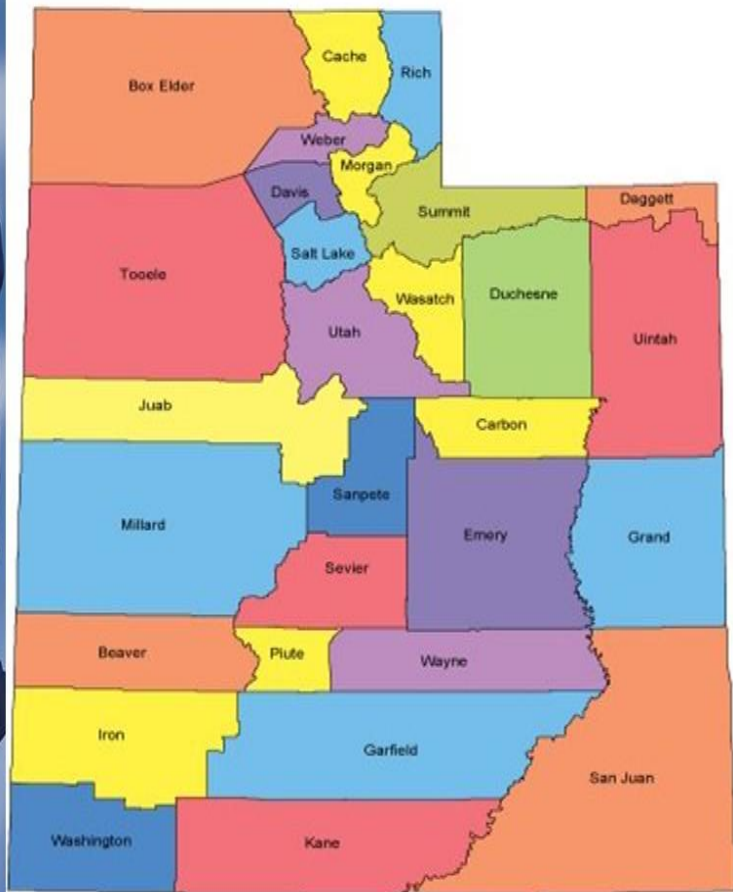 Cache
Rich
Box Elder
Weber
Morgan
Davis
Daggett
Summit
Salt Lake
Tooele
Wasatch
Duchesne
Utah
Uintah
Juab
Carbon
Sanpete
Millard
Emery
Grand
Sevier
Beaver
Piute
Wayne
Iron
Garfield
San Juan
Washington
Kane